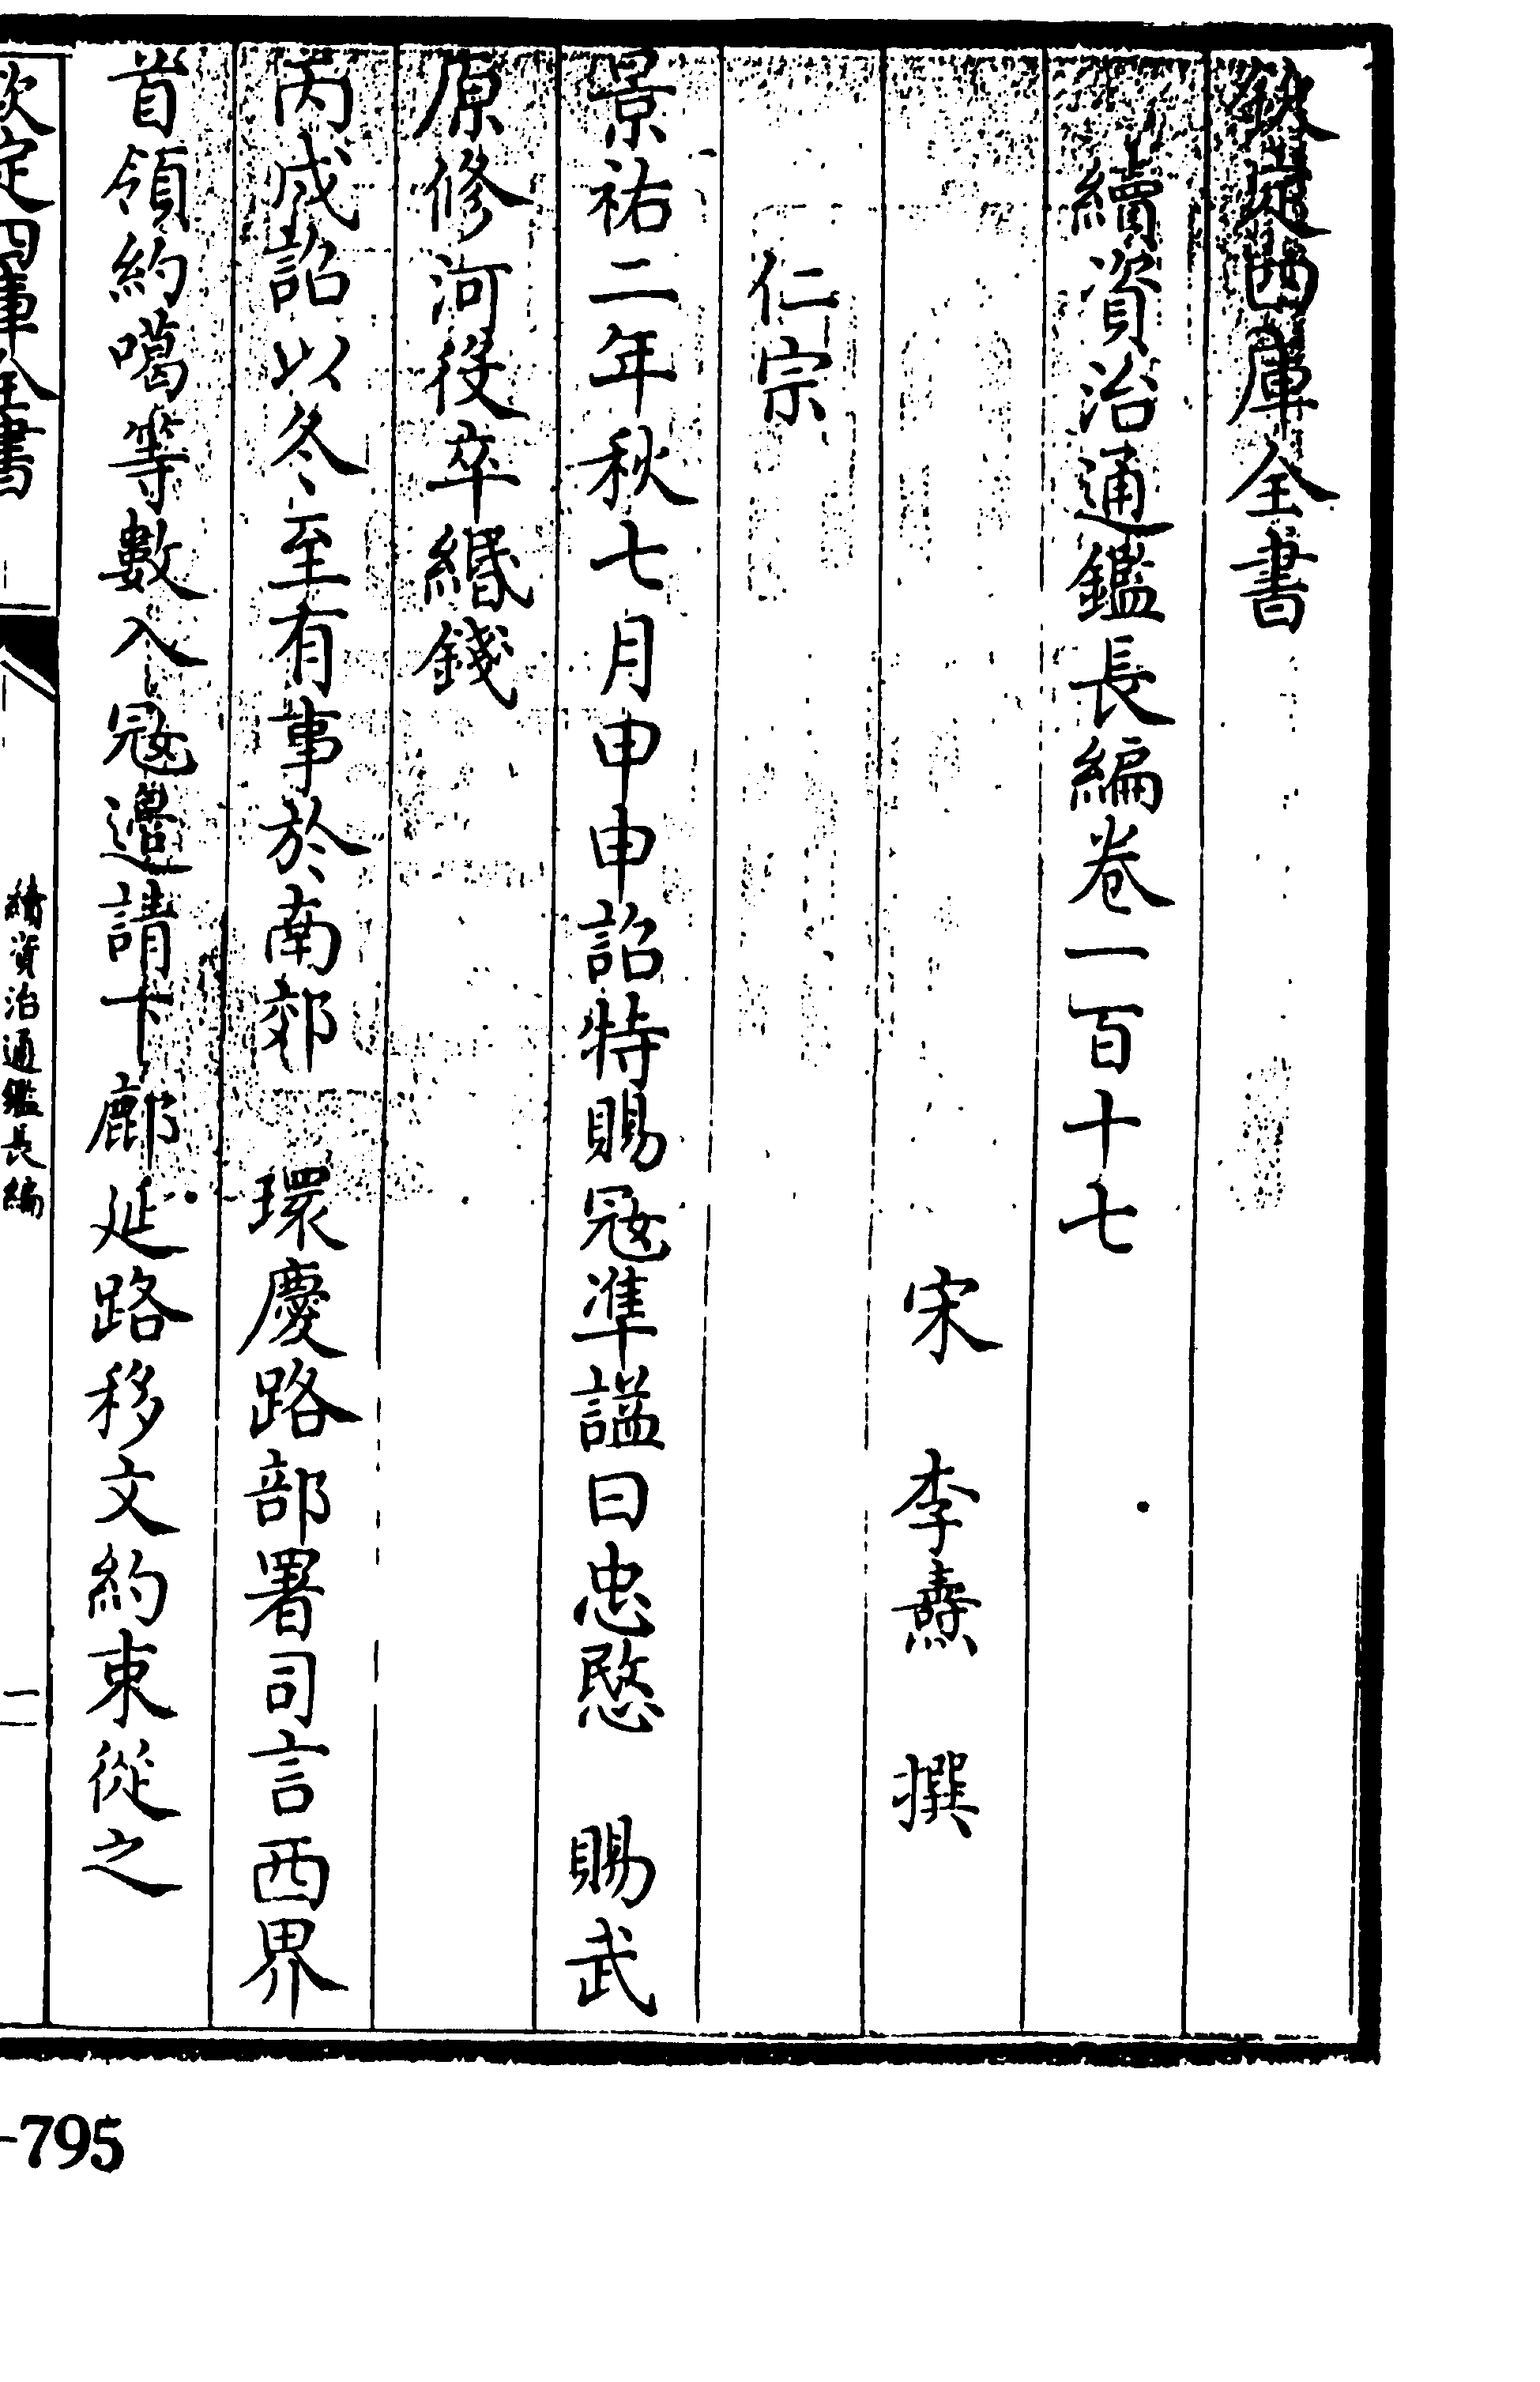 欽定四庫全書
續資治通鑑長編卷一百十七
宋 李燾 撰
仁宗
景祐二年秋七月申申詔特賜寇準諡曰忠愍 賜武
原修河役卒緡錢
丙戌詔以冬至有事於南郊 環慶路部署司言西界
首領約噶等數入寇邊請下鄜延路移文約束從之
欽定四庫全書
續資治通鑑長編
一
-795